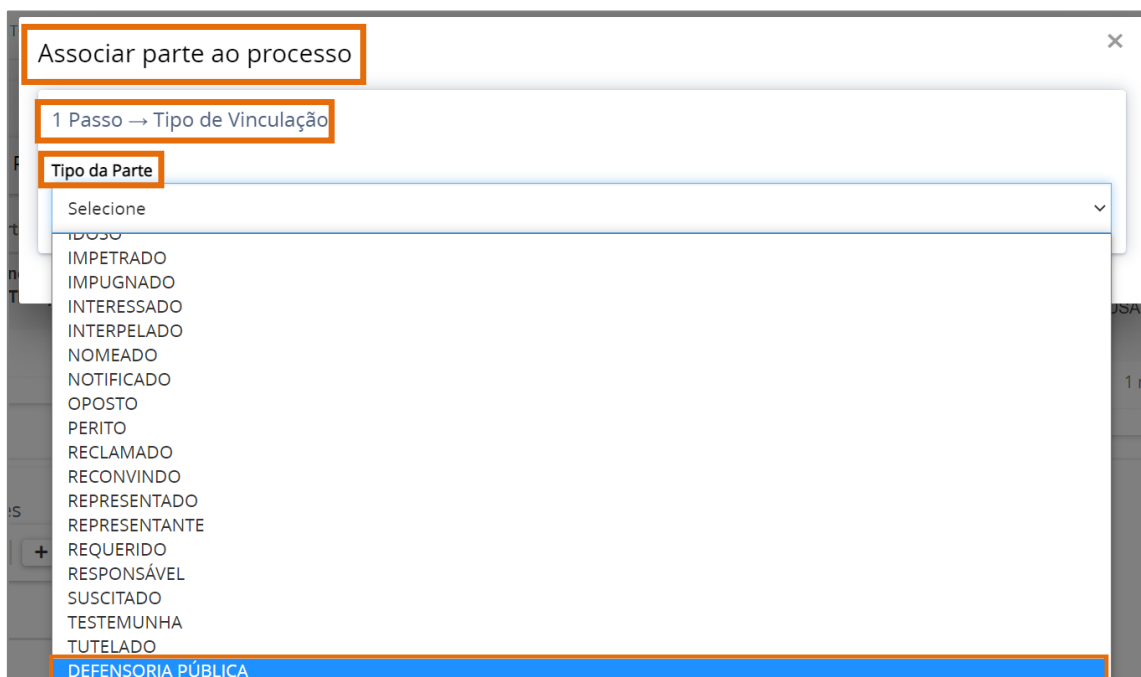 Associar parte ao processo
×
1 Passo → Tipo de Vinculação
Tipo da Parte
Selecione
IDOSO
IMPETRADO
IMPUGNADO
INTERESSADO
INTERPELADO
NOMEADO
NOTIFICADO
OPOSTO
PERITO
RECLAMADO
RECONVINDO
REPRESENTADO
REPRESENTANTE
REQUERIDO
RESPONSÁVEL
SUSCITADO
TESTEMUNHA
TUTELADO
DEFENSORIA PÚBLICA